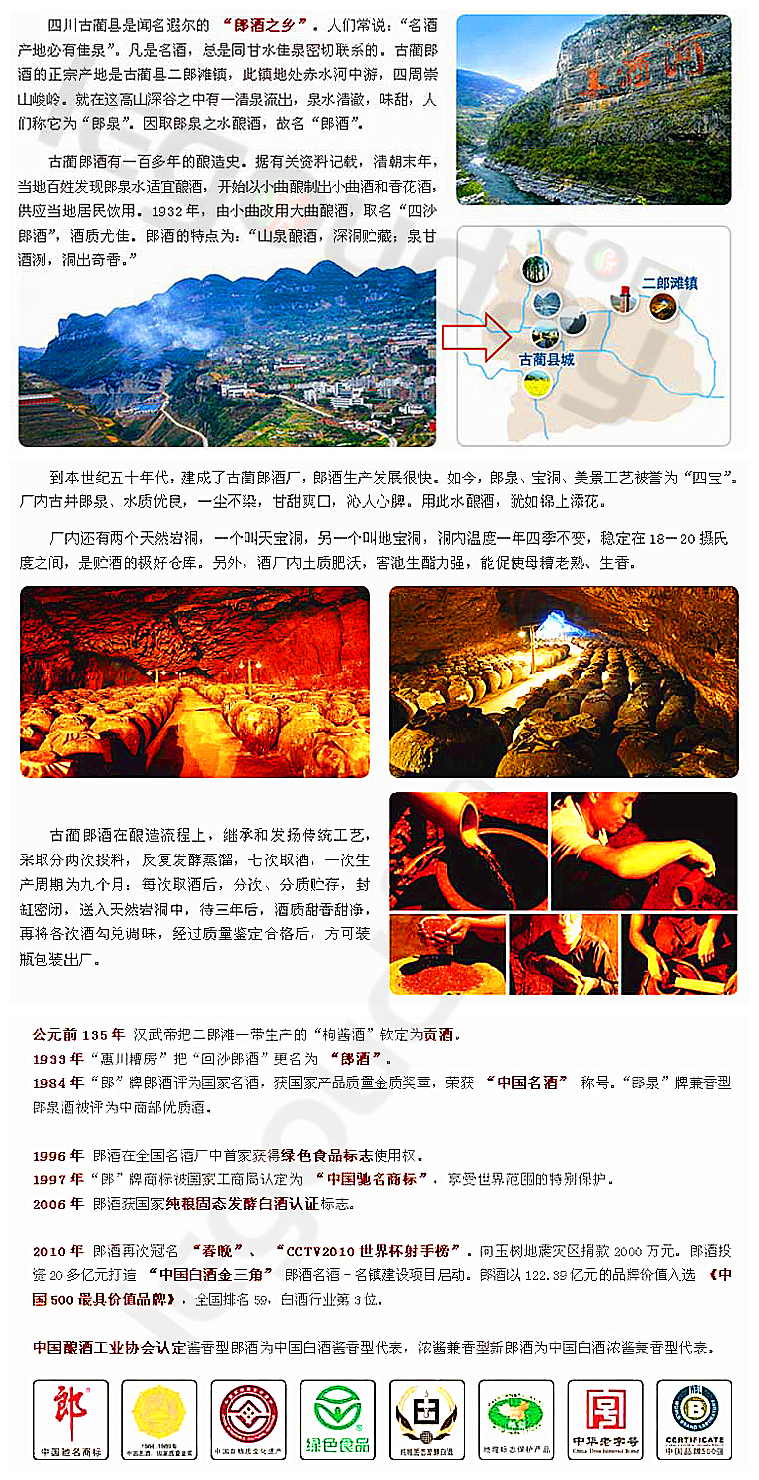 四川古蔺县是闻名遐尔的 “郎酒之乡”。人们常说：“名酒
产地必有佳泉”。凡是名酒，总是同甘水佳泉密切联系的。古蔺郎
酒的正宗产地是古蔺县二郎滩镇，此镇地处赤水河中游，四周崇
山峻岭。就在这高山深谷之中有一清泉流出，泉水清澈，味甜，人
们称它为“郎泉”。因取郎泉之水酿酒，故名“郎酒”。
古蔺郎酒有一百多年的酿造史。据有关资料记载，清朝末年，
当地百姓发现郎泉水适宜酿酒，开始以小曲酿制出小曲酒和香花酒，
供应当地居民饮用。1932年，由小曲改用大曲酿酒，取名“四沙
郎酒”，酒质尤佳。郎酒的特点为：“山泉酿酒，深洞贮藏；泉甘
酒冽，洞出奇香。”
二郎滩镇
古蔺县城
到本世纪五十年代，建成了古蔺郎酒厂，郎酒生产发展很快。如今，郎泉、宝洞、美景工艺被誉为“四宝”。
厂内古井郎泉、水质优良，一尘不染，甘甜爽口，沁人心脾。用此水酿酒，犹如锦上添花。
厂内还有两个天然岩洞，一个叫天宝洞，另一个叫地宝洞，洞内温度一年四季不变，稳定在18—20摄氏
度之间，是贮酒的极好仓库。另外，酒厂内土质肥沃，窖池生酯力强，能促使母糟老熟、生香。
古蔺郎酒在酿造流程上，继承和发扬传统工艺，
采取分两次投料，反复发酵蒸馏，七次取酒，一次生
产周期为九个月；每次取酒后，分次、分质贮存，封
缸密闭，送入天然岩洞中，待三年后，酒质甜香甜净，
再将各次酒勾兑调味，经过质量鉴定合格后，方可装
瓶包装出厂。
公元前135年 汉武帝把二郎滩一带生产的“枸酱酒”钦定为贡酒。
1933年“惠川槽房”把“回沙郎酒”更名为 “郎酒”。
1984年“郎”牌郎酒评为国家名酒，获国家产品质量金质奖章，荣获 “中国名酒” 称号。“郎泉”牌兼香型
郎泉酒被评为中商部优质酒。
1996年 郎酒在全国名酒厂中首家获得绿色食品标志使用权。
1997年“郎”牌商标被国家工商局认定为 “中国驰名商标”，享受世界范围的特别保护。
2006年 郎酒获国家纯粮固态发酵白酒认证标志。
2010年 郎酒再次冠名 “春晚”、“CCTV2010世界杯射手榜”。向玉树地震灾区捐款2000万元。郎酒投
资20多亿元打造 “中国白酒金三角” 郎酒名酒-名镇建设项目启动。郎酒以122.39亿元的品牌价值入选 《中
国500最具价值品牌》，全国排名59，白酒行业第3位。
中国酿酒工业协会认定酱香型郎酒为中国白酒酱香型代表，浓酱兼香型新郎酒为中国白酒浓酱兼香型代表。
郎
中国驰名商标
绿色食品
纯粮固态发酵白酒
地理标志保护产品
中华老字号
China Time-honored Brand
WBL
B
CERTIFICATE
中国品牌500强